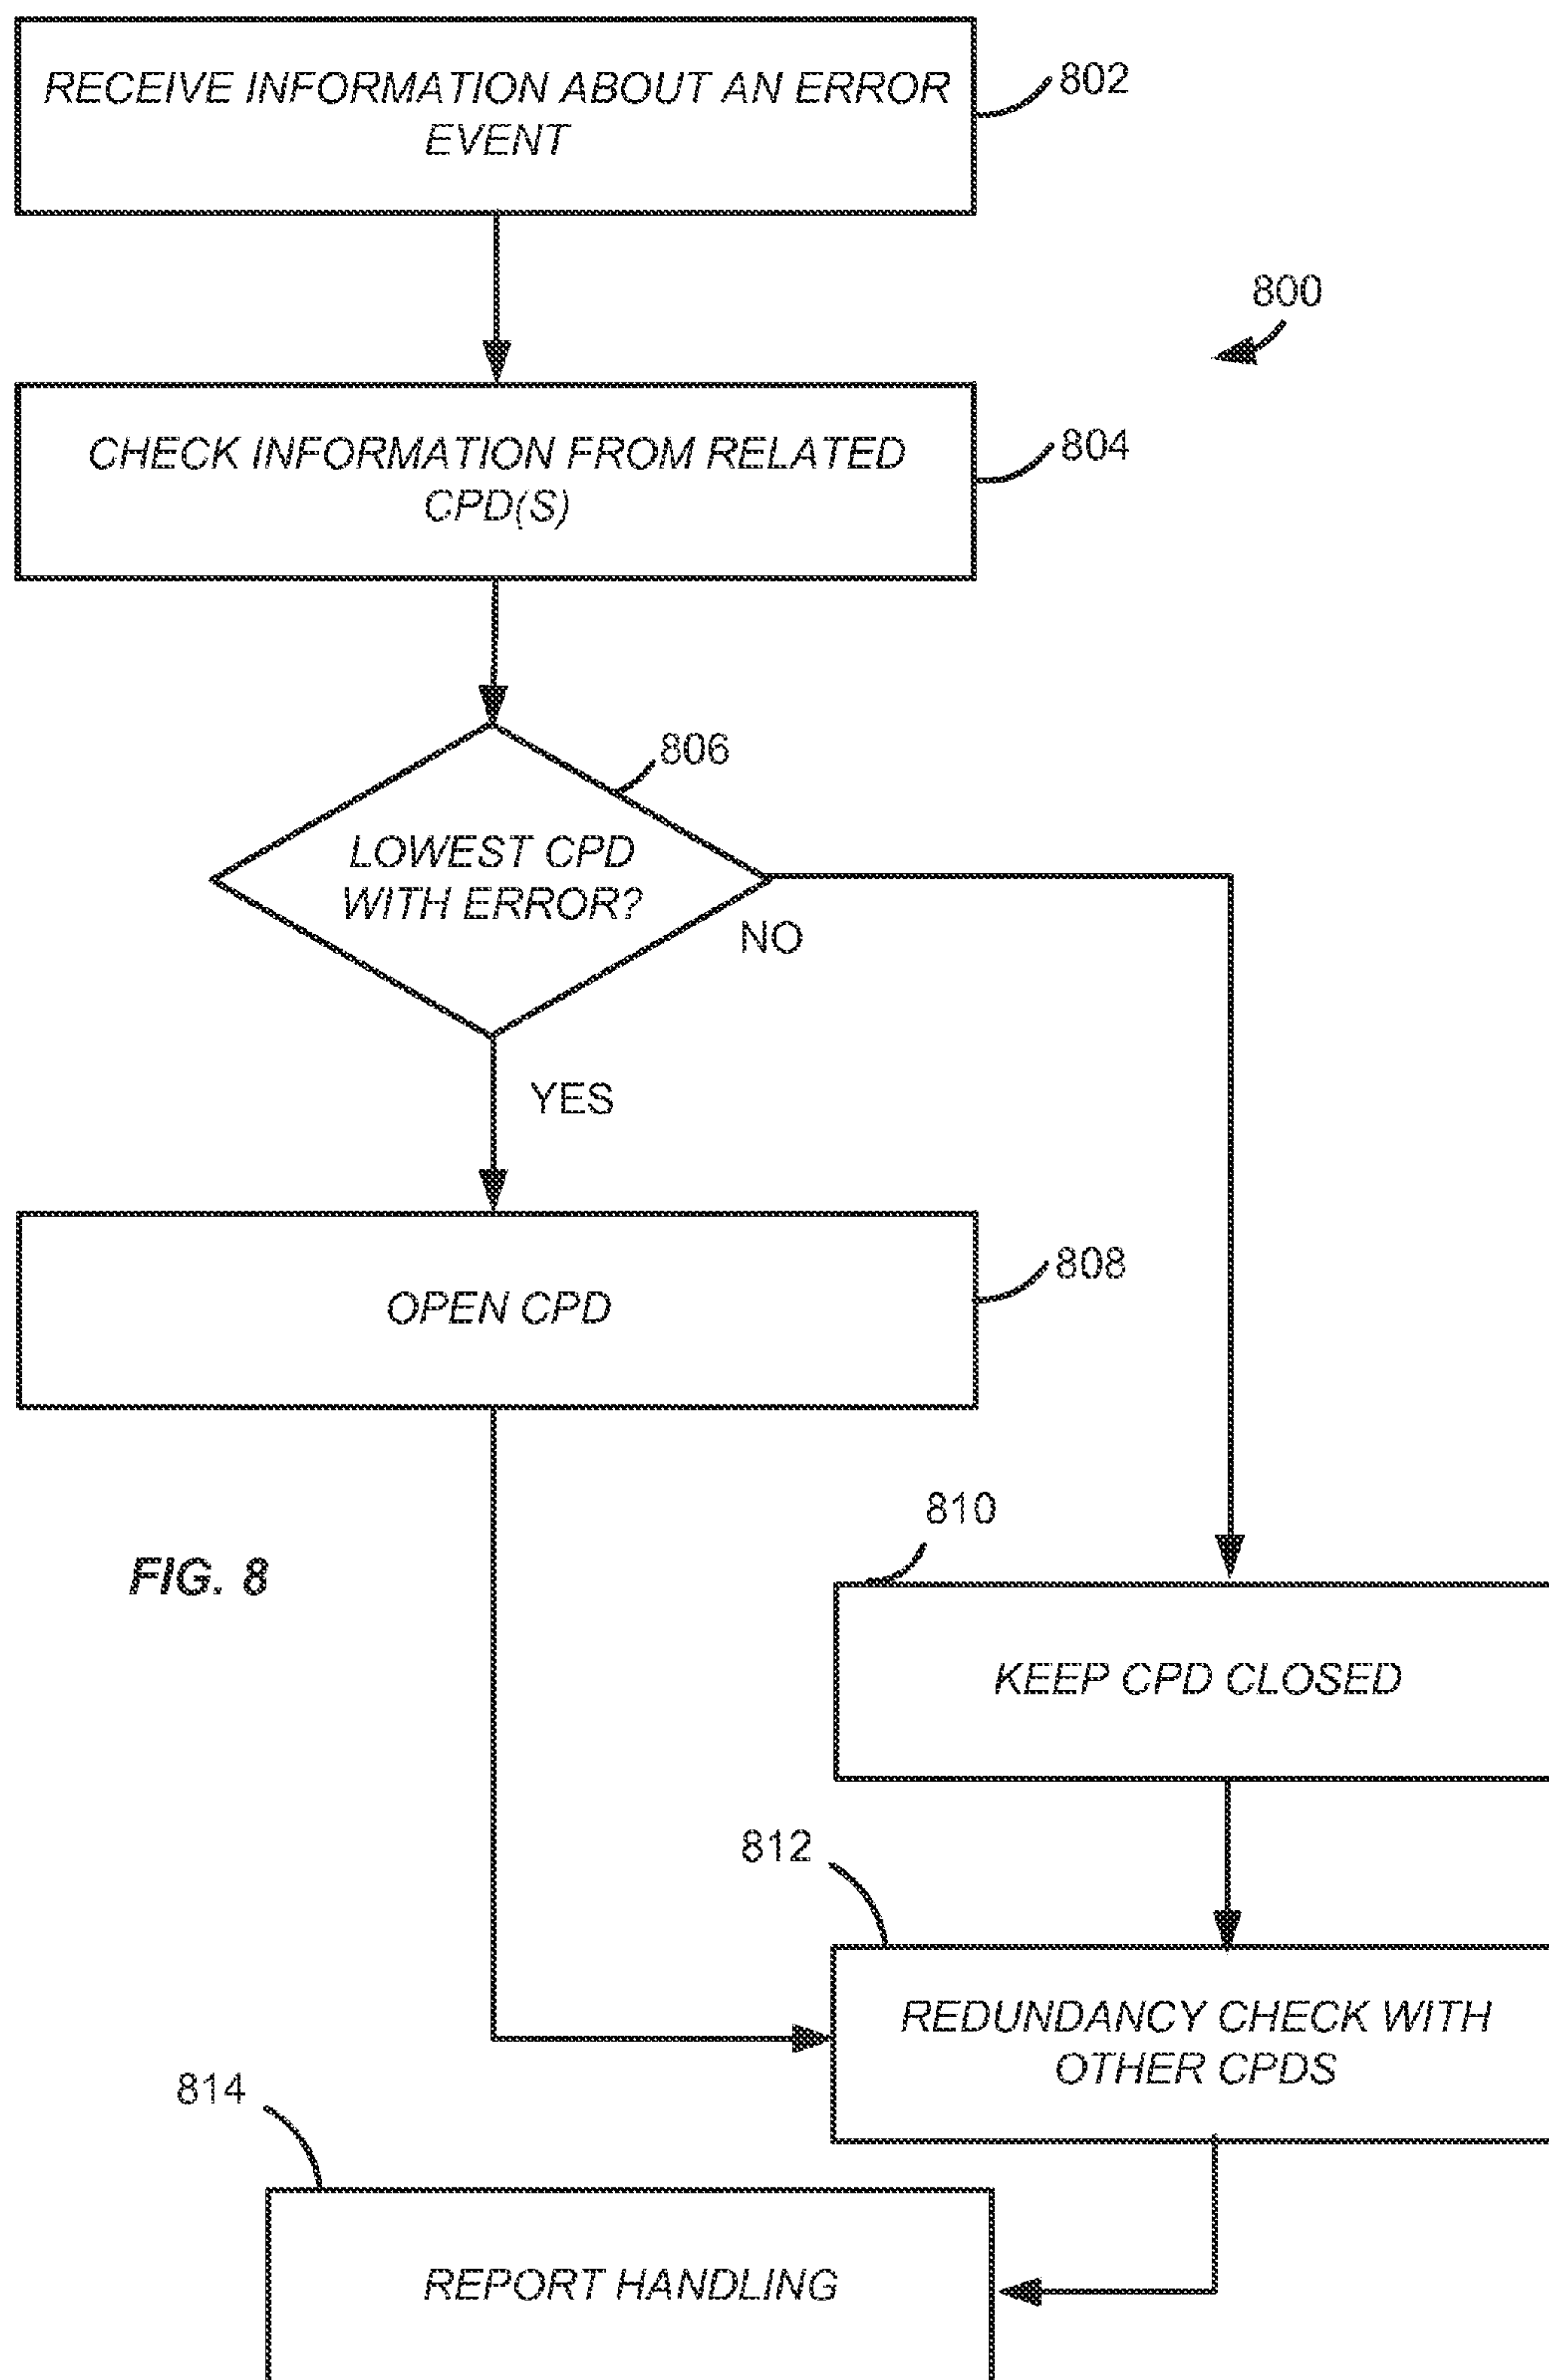 RECEIVE INFORMATION ABOUT AN ERROR
EVENT
802
800
CHECK INFORMATION FROM RELATED
CPD(S)
804
806
LOWEST CPD
WITH ERROR?
NO
YES
OPEN CPD
808
810
FIG. 8
KEEP CPD CLOSED
812
REDUNDANCY CHECK WITH
OTHER CPDS
814
REPORT HANDLING